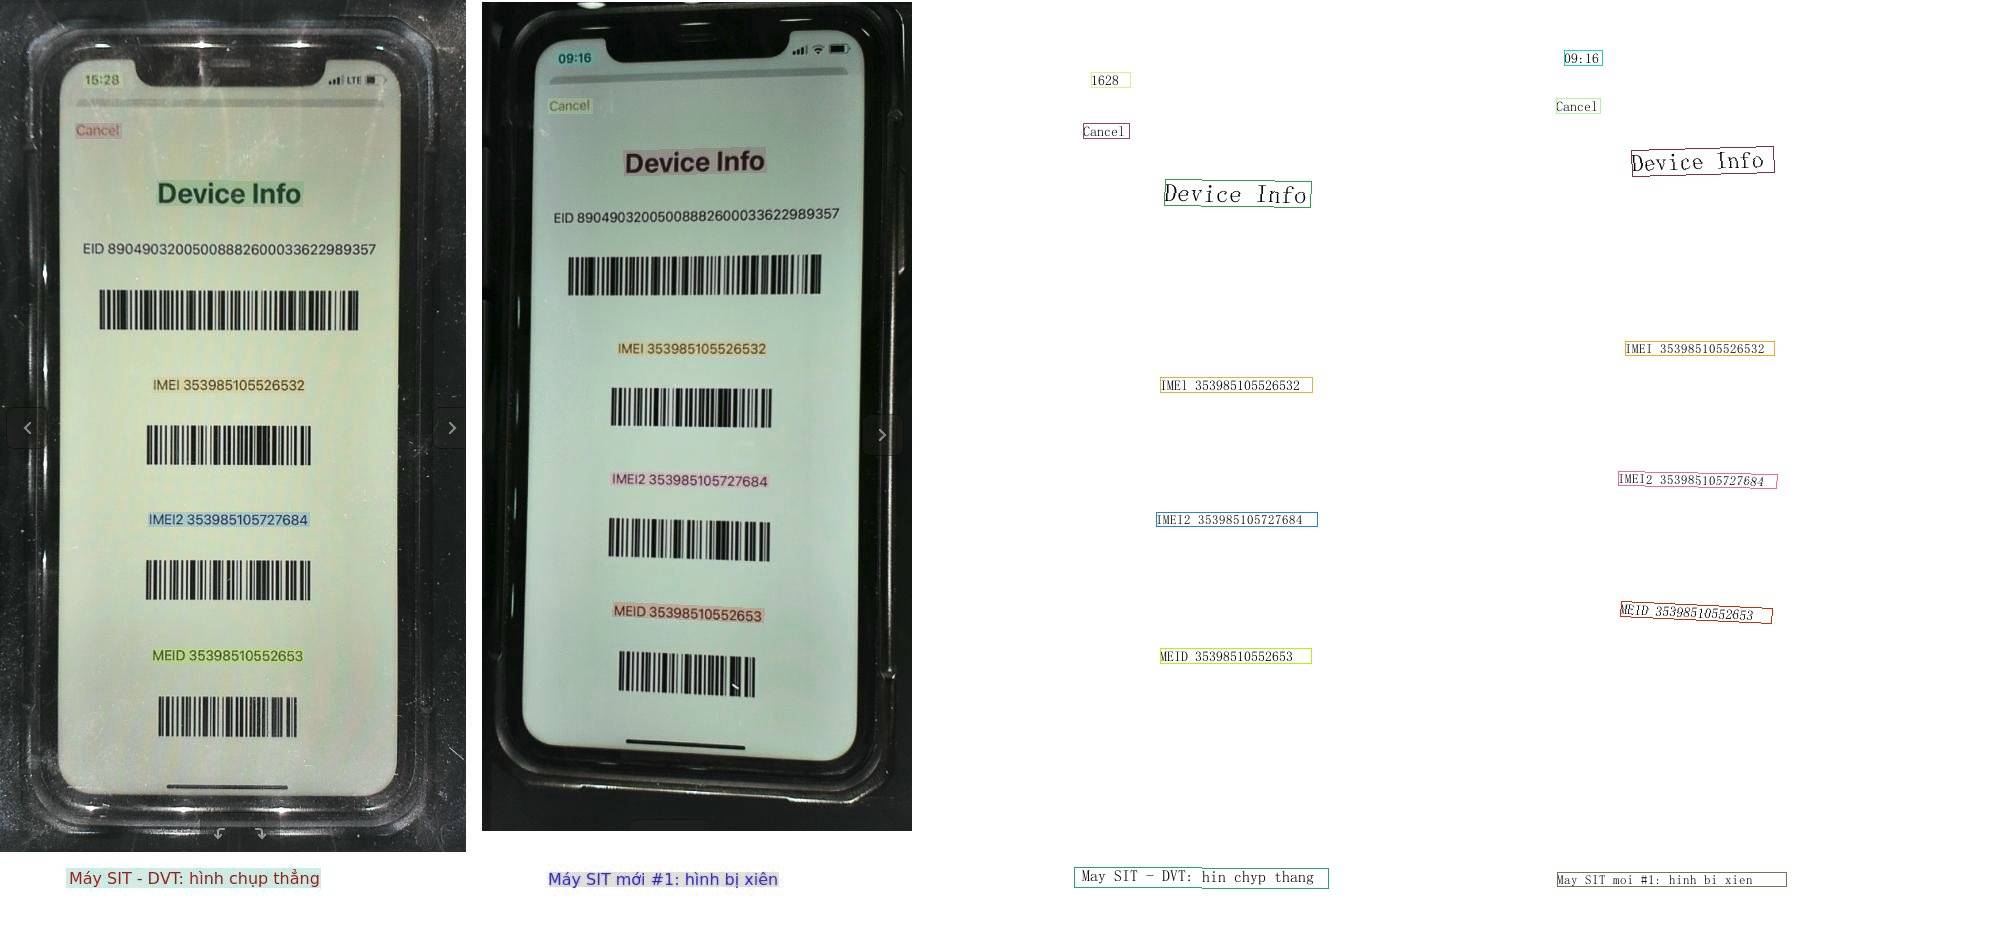 15:28
LTE
Cancel
Device Info
EID 89049032005008882600033622989357
IMEI 353985105526532
IMEI2 353985105727684
MEID 35398510552653
Máy SIT - DVT: hình chụp thẳng
09:16
Cancel
Device Info
EID 89049032005008882600033622989357
IMEI 353985105526532
IMEI2 353985105727684
MEID 35398510552653
Máy SIT mới #1: hình bị xiên
1628
Cancel
Device Info
IMEl 353985105526532
IMEI2 353985105727684
MEID 35398510552653
May SIT - DVT: hin chyp thang
09:16
Cancel
Device Info
IMEI 353985105526532
IMEI2 353985105727684
MEID 35398510552653
May SIT moi #1: hinh bi xien